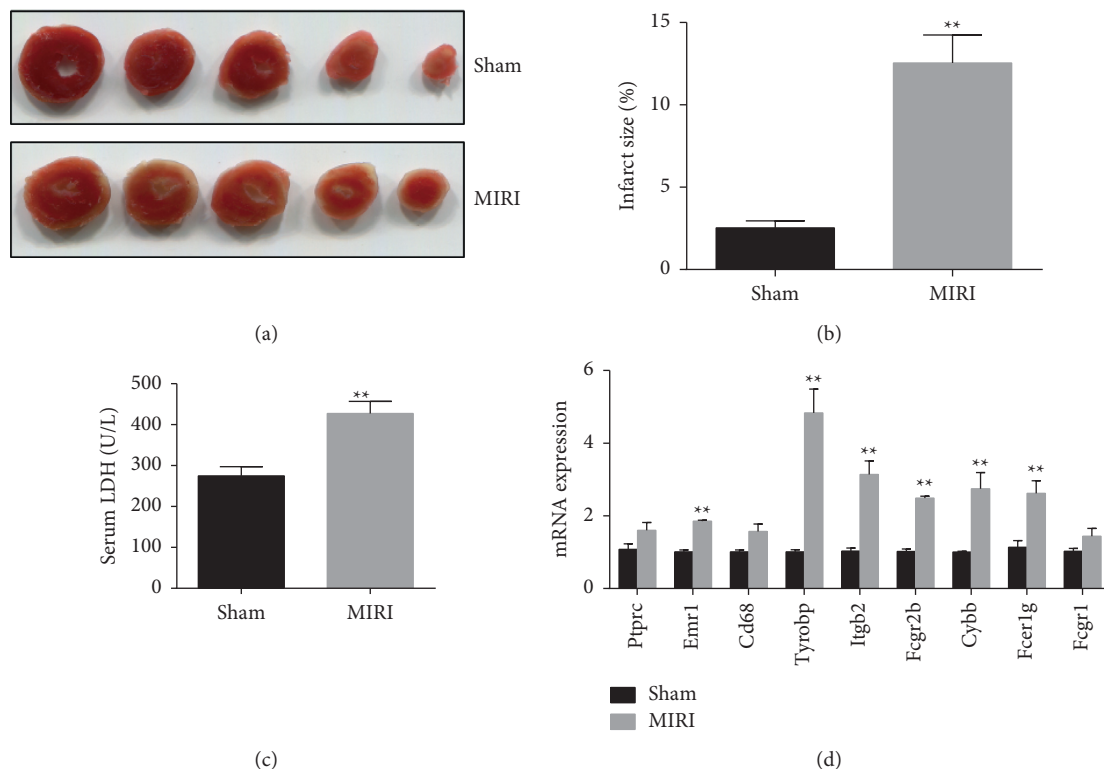 Sham
MIRI
(a)
**
15
10
5
0
Infarct size (%)
Sham
MIRI
(b)
500
400
300
200
100
0
Serum LDH (U/L)
**
Sham
MIRI
(c)
6
4
2
0
mRNA expression
**
**
**
**
**
**
Ptprc
Emr1
Cd68
Tyrobp
Itgb2
Fcgr2b
Cybb
Fcer1g
Fcgr1
Sham
MIRI
(d)